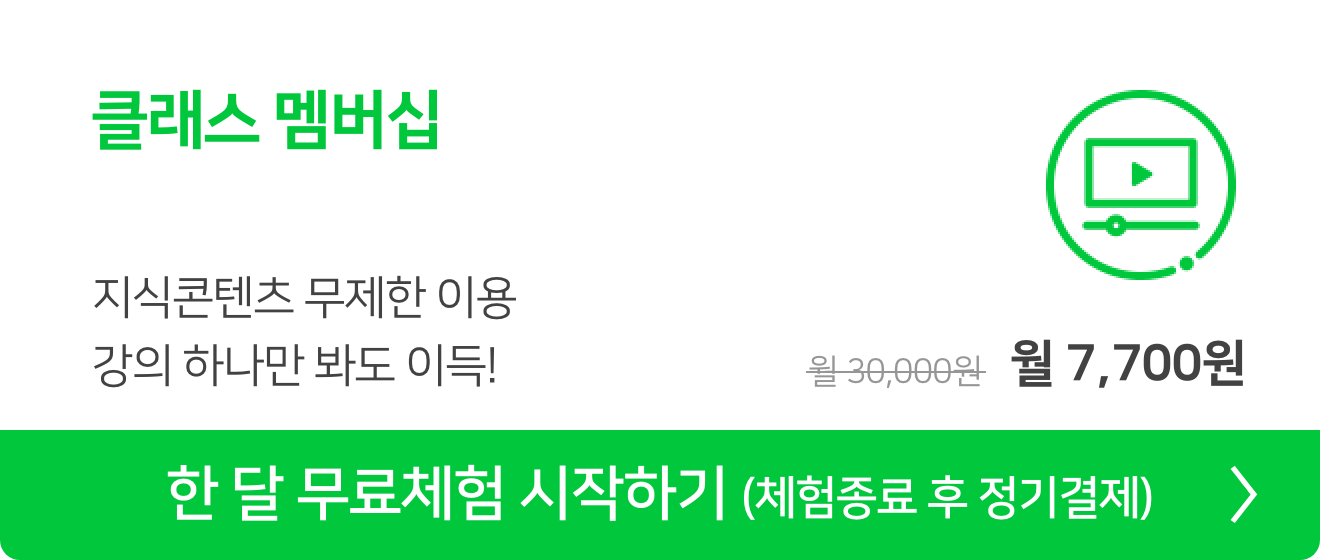 클래스 멤버십
지식콘텐츠 무제한 이용
강의 하나만 봐도 이득!
월 30,000원 월 7,700원
한 달 무료체험 시작하기 (체험종료 후 정기결제)